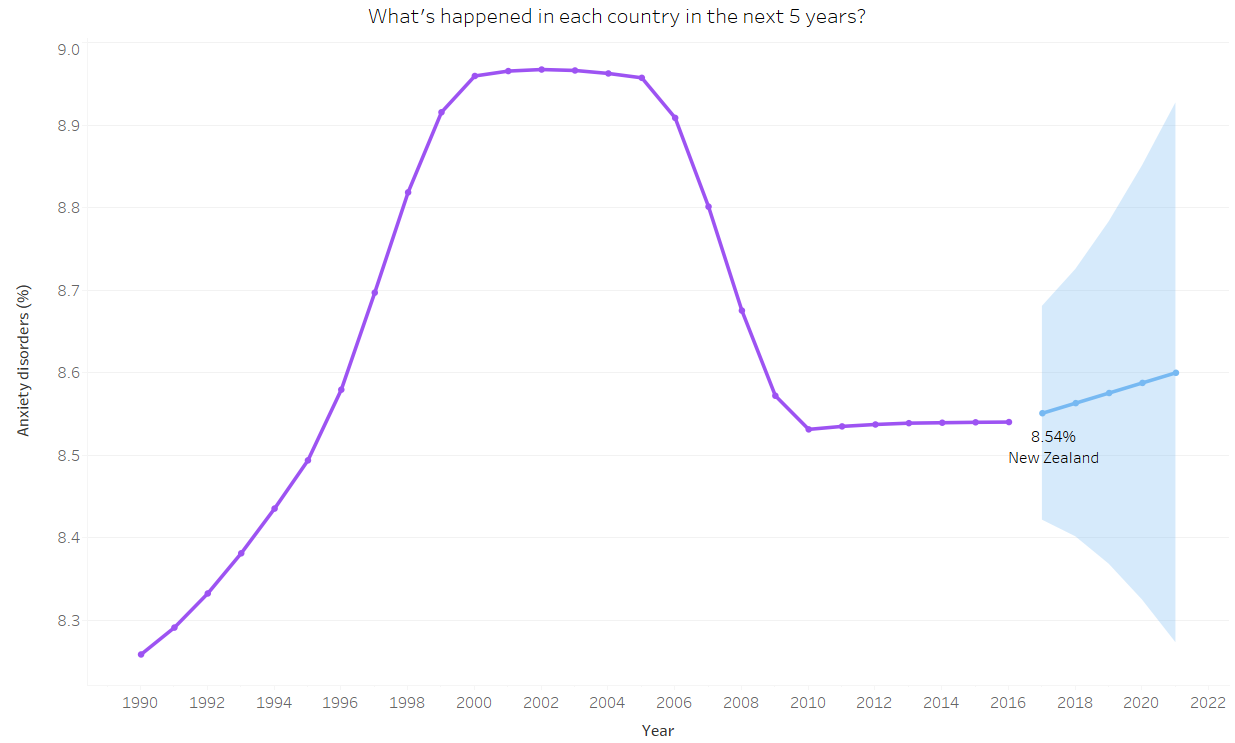 What's happened in each country in the next 5 years?
9.0
8.9
8.8
8.7
8.6
8.5
8.4
8.3
Anxiety disorders (%)
8.54%
New Zealand
1990 1992 1994 1996 1998 2000 2002 2004 2006 2008 2010 2012 2014 2016 2018 2020 2022
Year